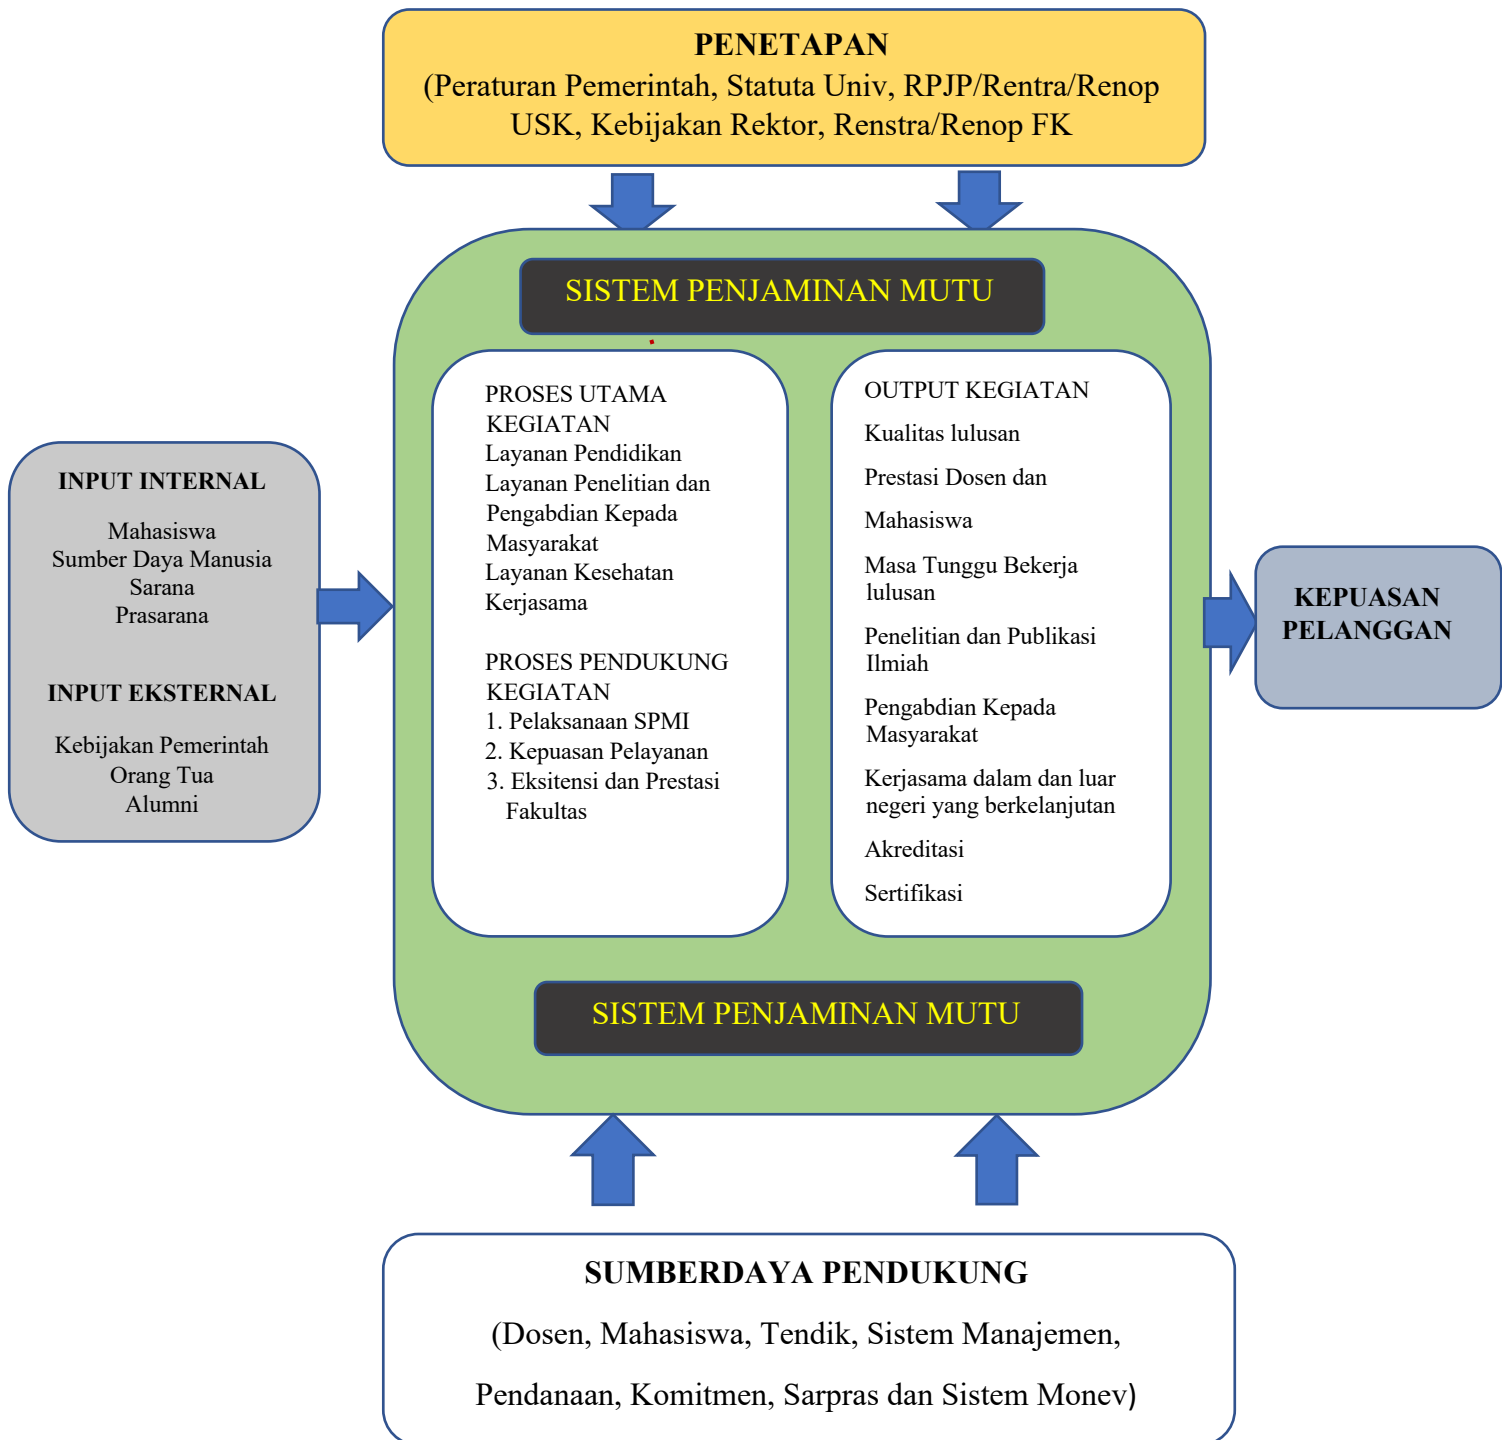 PENETAPAN
(Peraturan Pemerintah, Statuta Univ, RPJP/Rentra/Renop
USK, Kebijakan Rektor, Renstra/Renop FK
SISTEM PENJAMINAN MUTU
INPUT INTERNAL
Mahasiswa
Sumber Daya Manusia
Sarana
Prasarana
INPUT EKSTERNAL
Kebijakan Pemerintah
Orang Tua
Alumni
PROSES UTAMA
KEGIATAN
Layanan Pendidikan
Layanan Penelitian dan
Pengabdian Kepada
Masyarakat
Layanan Kesehatan
Kerjasama
PROSES PENDUKUNG
KEGIATAN
1. Pelaksanaan SPMI
2. Kepuasan Pelayanan
3. Eksitensi dan Prestasi
Fakultas
OUTPUT KEGIATAN
Kualitas lulusan
Prestasi Dosen dan
Mahasiswa
Masa Tunggu Bekerja
lulusan
Penelitian dan Publikasi
Ilmiah
Pengabdian Kepada
Masyarakat
Kerjasama dalam dan luar
negeri yang berkelanjutan
Akreditasi
Sertifikasi
KEPUASAN
PELANGGAN
SISTEM PENJAMINAN MUTU
SUMBERDAYA PENDUKUNG
(Dosen, Mahasiswa, Tendik, Sistem Manajemen,
Pendanaan, Komitmen, Sarpras dan Sistem Monev)